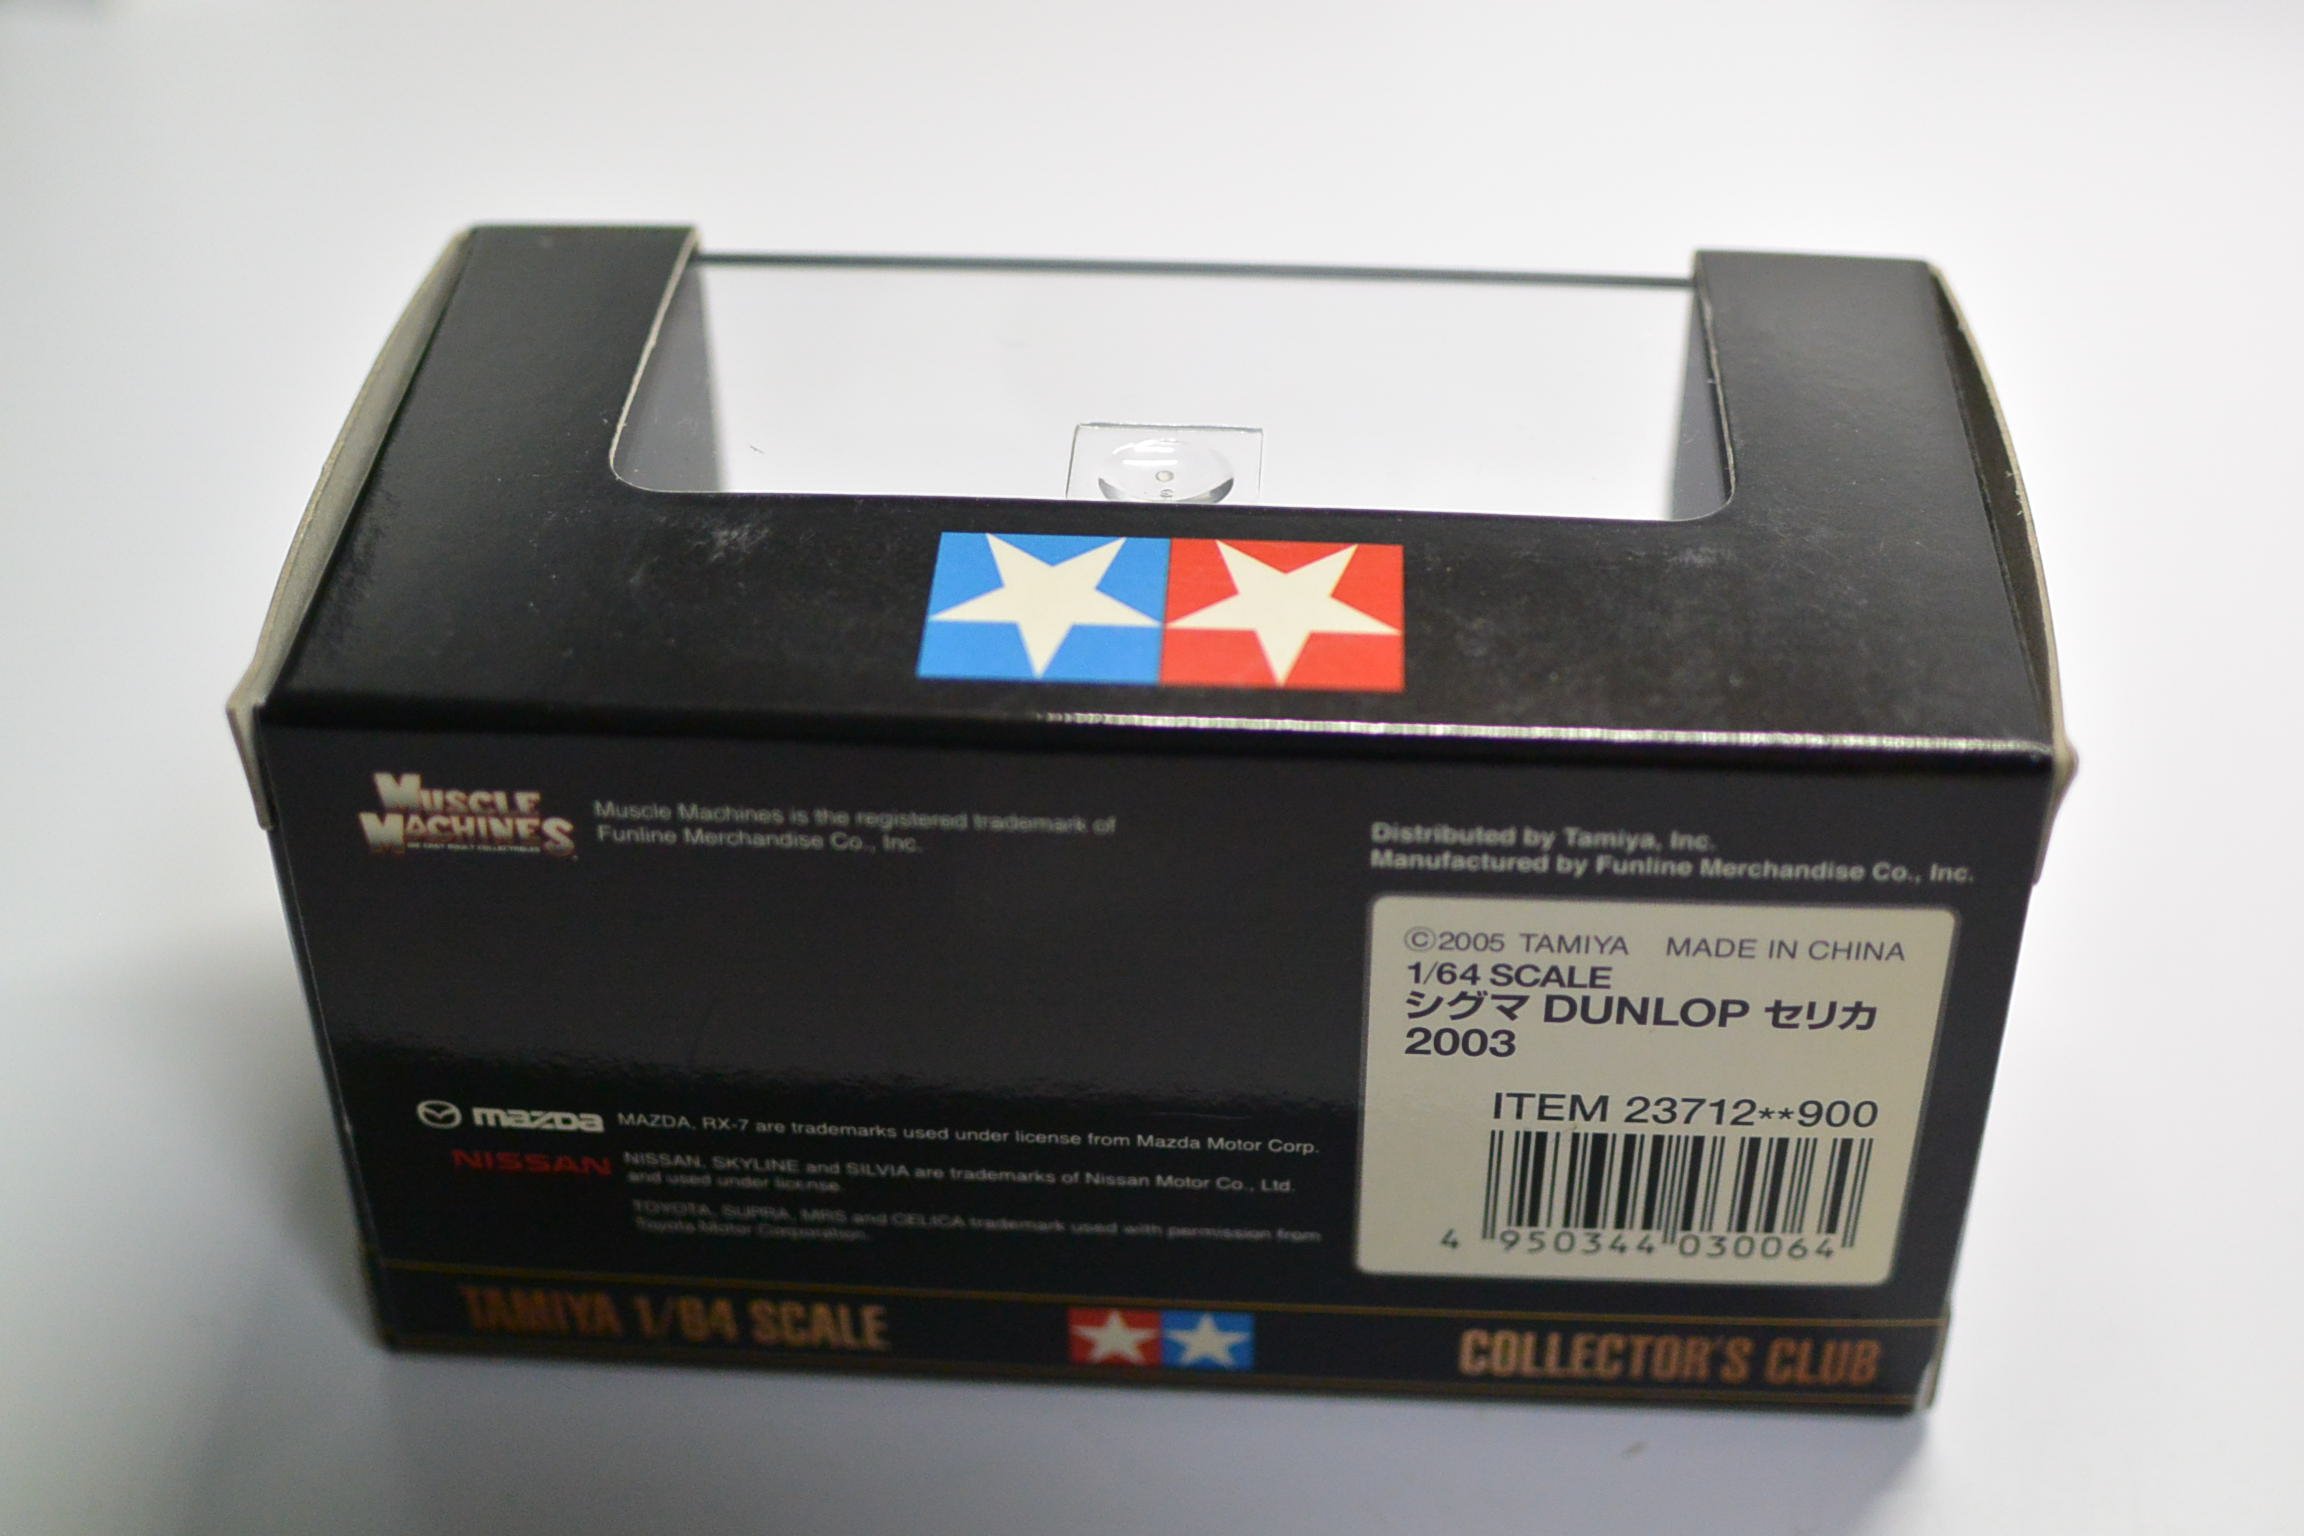 MUSCLE
MACHINES
Muscle Machines is the registered trademark of
Funline Merchandise Co., Inc.
Distributed by Tamiya, Inc.
Manufactured by Funline Merchandise Co., Inc.
©2005 TAMIYA MADE IN CHINA
1/64 SCALE
シグマ DUNLOP セリカ
2003
ITEM 23712**900
4 950344 030064
mazda MAZDA, RX-7 are trademarks used under license from Mazda Motor Corp.
NISSAN NISSAN, SKYLINE and SILVIA are trademarks of Nissan Motor Co., Ltd.
and used under license.
TOYOTA, SUPRA, MRS and CELICA trademark used with permission from
Toyota Motor Corporation.
TAMIYA 1/64 SCALE
COLLECTOR'S CLUB